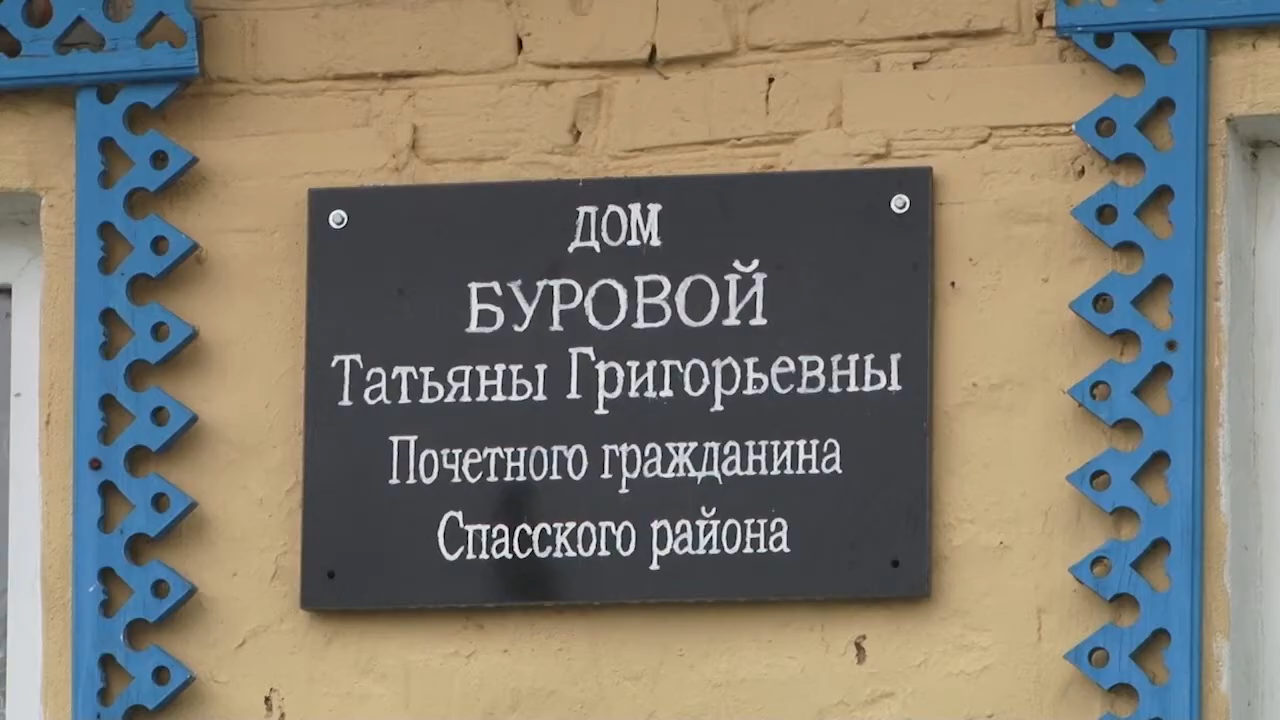 ДОМ
БУРОВОЙ
Татьяны Григорьевны
Почетного гражданина
Спасского района